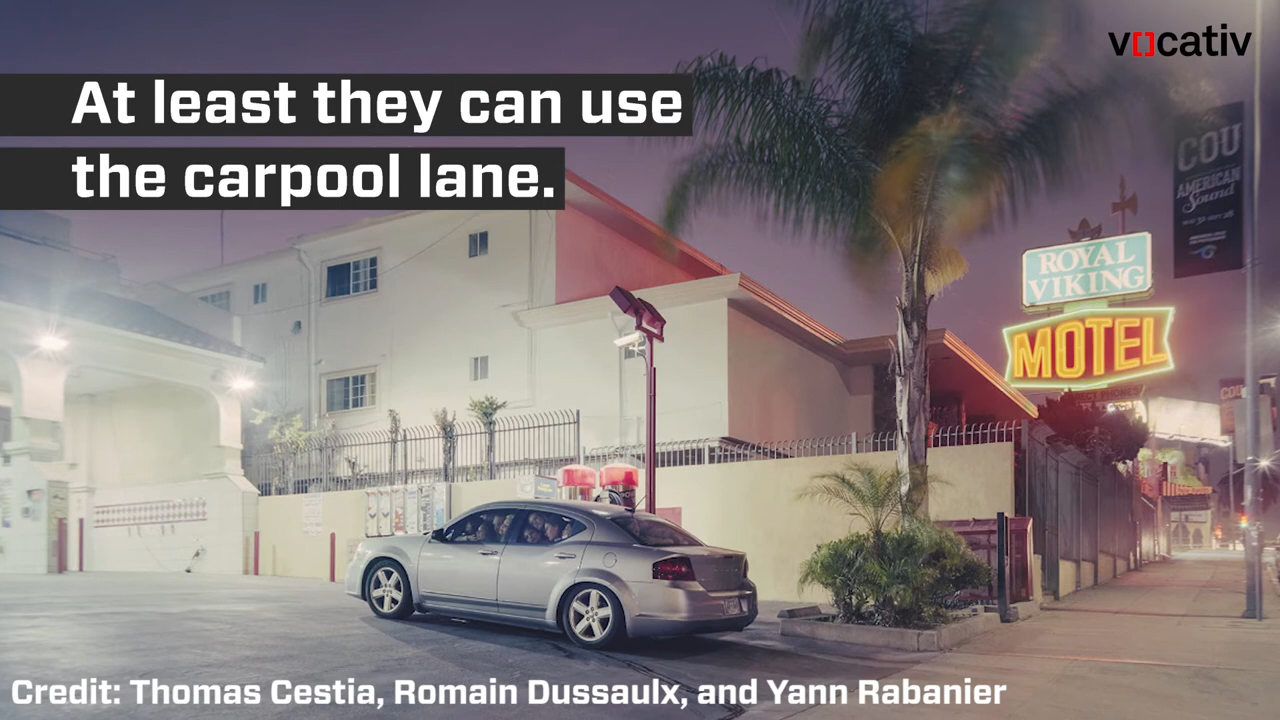 vocativ
At least they can use
the carpool lane.
COU
AMERICAN
Sound
ROYAL
VIKING
MOTEL
Credit: Thomas Cestia, Romain Dussaulx, and Yann Rabanier